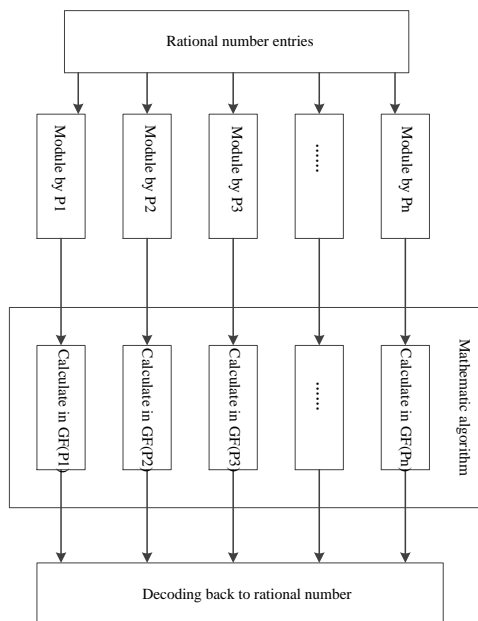 Rational number entries
Module by P1
Module by P2
Module by P3
......
Module by Pn
Mathematic algorithm
Calculate in GF(P1)
Calculate in GF(P2)
Calculate in GF(P3)
......
Calculate in GF(Pn)
Decoding back to rational number